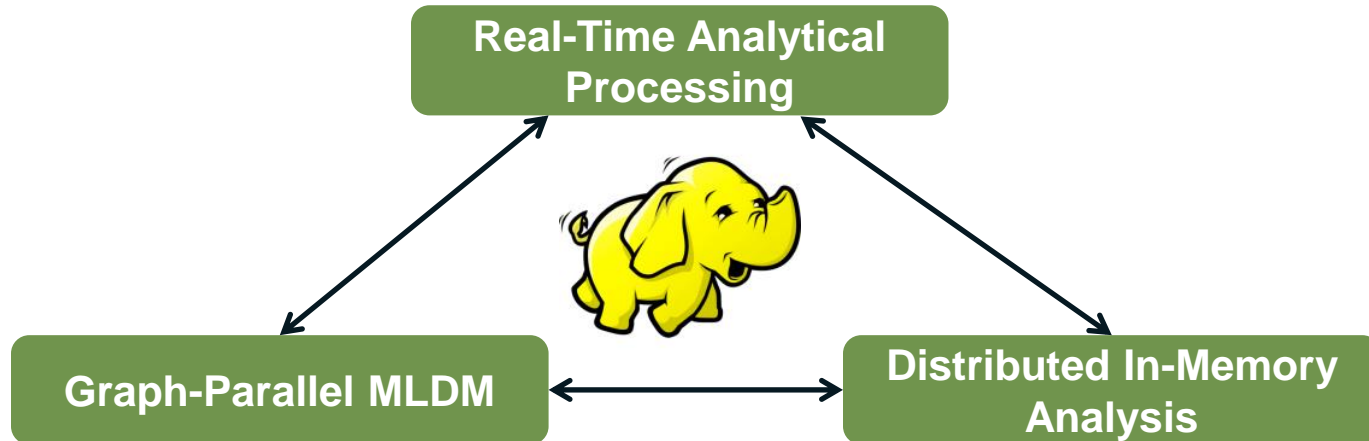 Real-Time Analytical
Processing
Graph-Parallel MLDM
Distributed In-Memory
Analysis